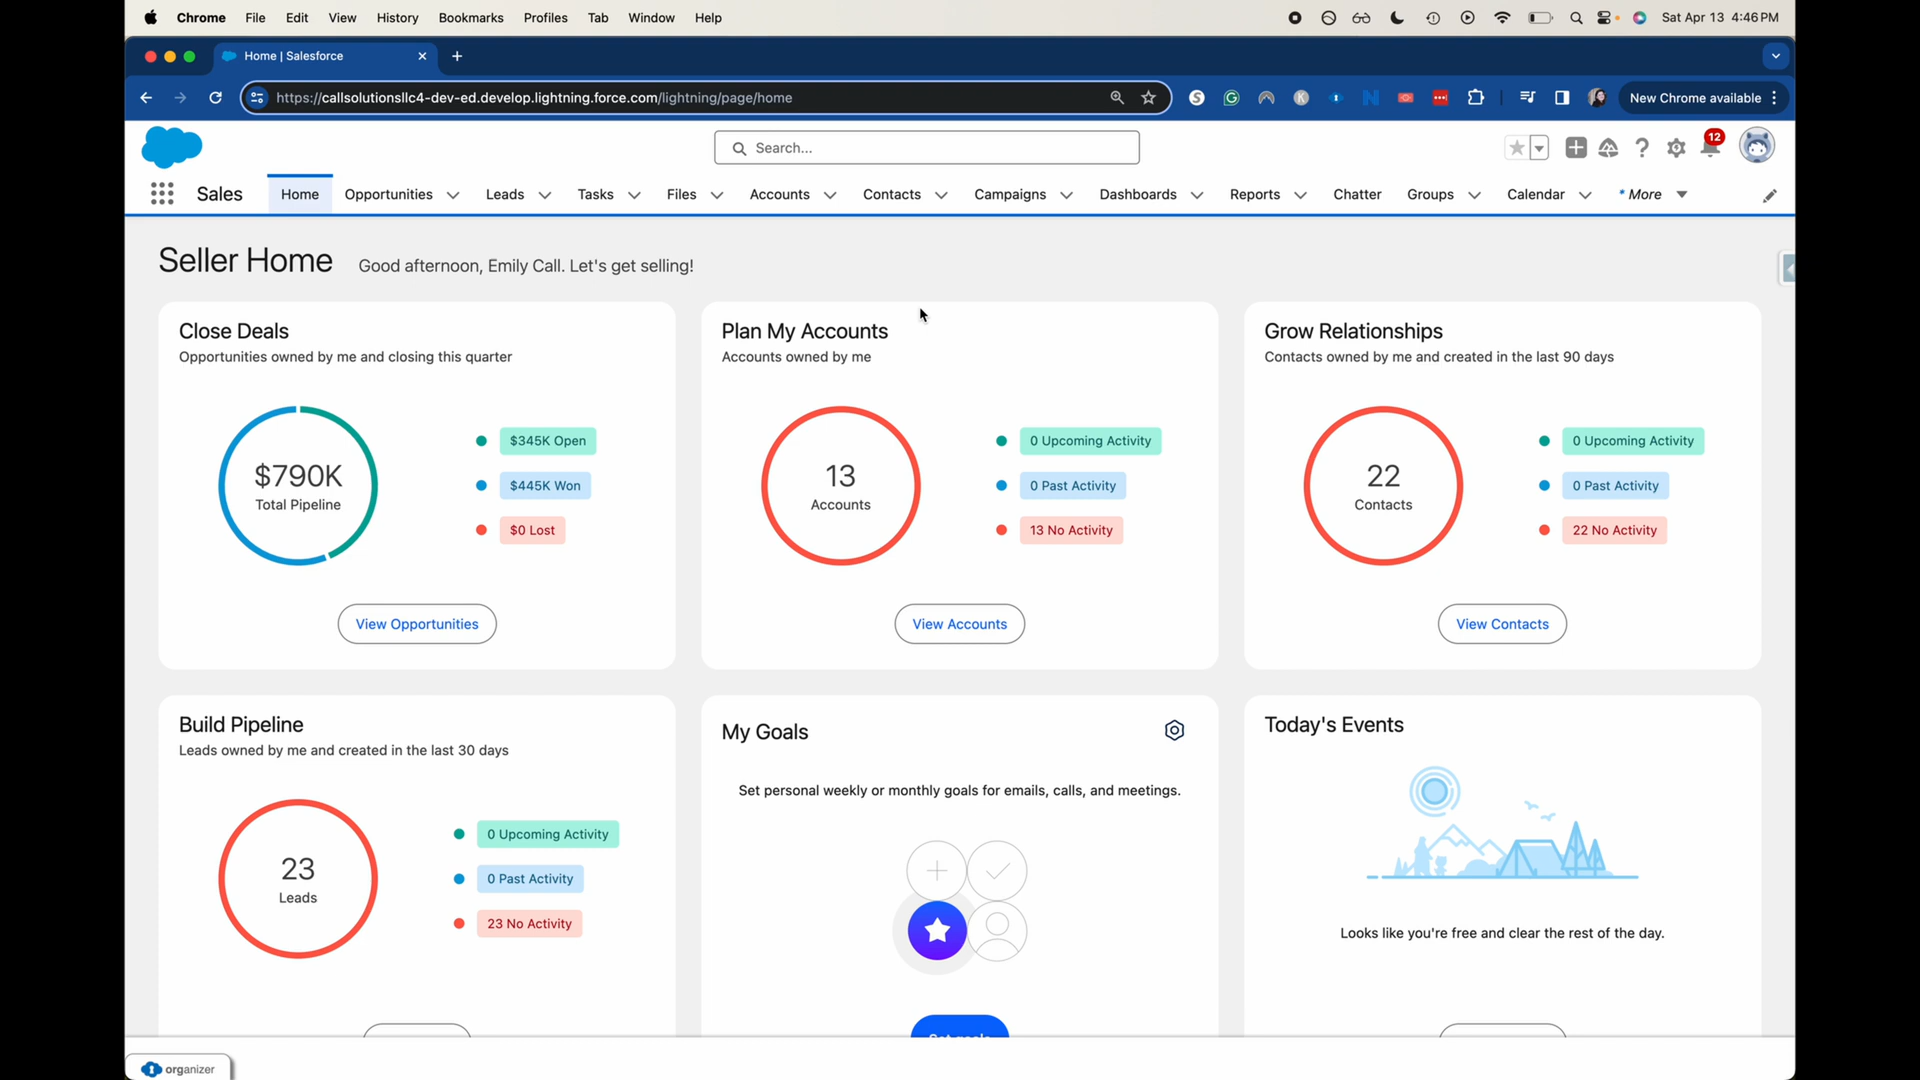 Chrome File Edit View History Bookmarks Profiles Tab Window Help Sat Apr 13 4:46 PM
Home | Salesforce
https://callsolutionsllc4-dev-ed.develop.lightning.force.com/lightning/page/home New Chrome available
Search... 12
Sales Home Opportunities Leads Tasks Files Accounts Contacts Campaigns Dashboards Reports Chatter Groups Calendar * More
Seller Home Good afternoon, Emily Call. Let's get selling!
Close Deals
Opportunities owned by me and closing this quarter
$790K
Total Pipeline
$345K Open
$445K Won
$0 Lost
View Opportunities
Plan My Accounts
Accounts owned by me
13
Accounts
0 Upcoming Activity
0 Past Activity
13 No Activity
View Accounts
Grow Relationships
Contacts owned by me and created in the last 90 days
22
Contacts
0 Upcoming Activity
0 Past Activity
22 No Activity
View Contacts
Build Pipeline
Leads owned by me and created in the last 30 days
23
Leads
0 Upcoming Activity
0 Past Activity
23 No Activity
My Goals
Set personal weekly or monthly goals for emails, calls, and meetings.
Today's Events
Looks like you're free and clear the rest of the day.
organizer